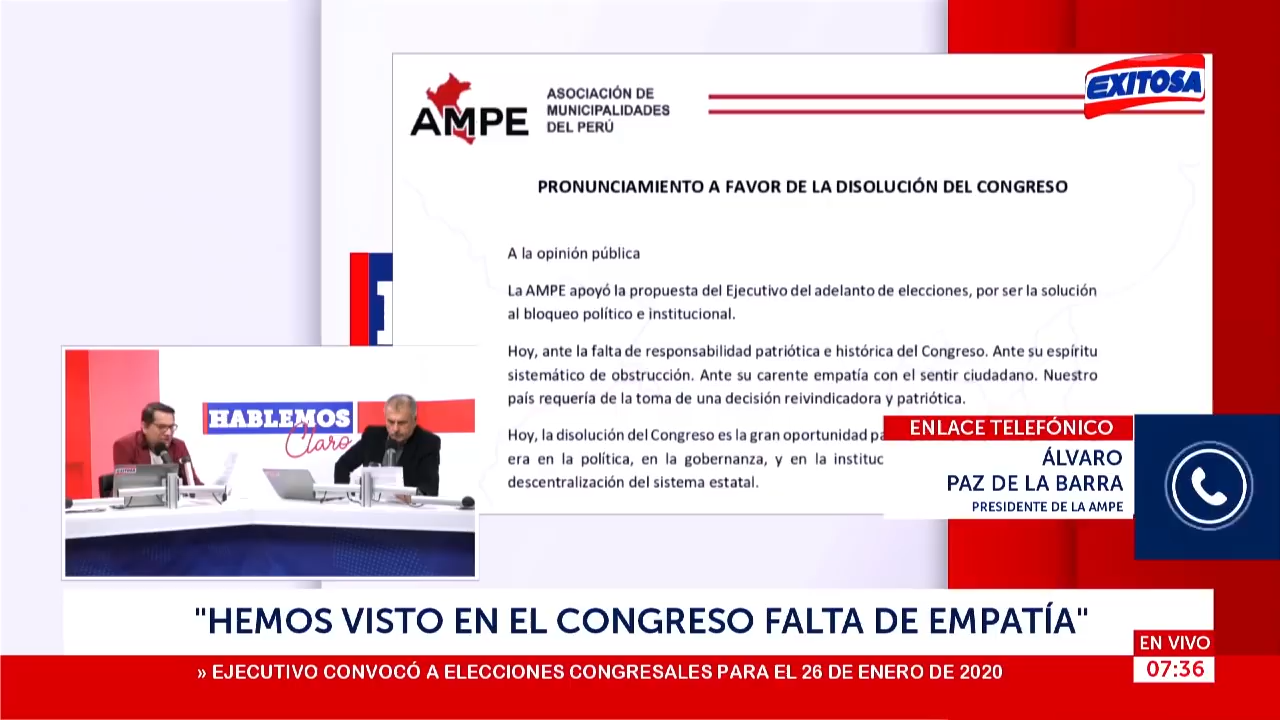 AMPE
ASOCIACIÓN DE
MUNICIPALIDADES
DEL PERÚ
EXITOSA
PRONUNCIAMIENTO A FAVOR DE LA DISOLUCIÓN DEL CONGRESO
A la opinión pública
La AMPE apoyó la propuesta del Ejecutivo del adelanto de elecciones, por ser la solución
al bloqueo político e institucional.
Hoy, ante la falta de responsabilidad patriótica e histórica del Congreso. Ante su espíritu
sistemático de obstrucción. Ante su carente empatía con el sentir ciudadano. Nuestro
país requería de la toma de una decisión reivindicadora y patriótica.
Hoy, la disolución del Congreso es la gran oportunidad
era en la política, en la gobernanza, y en la
descentralización del sistema estatal.
HABLEMOS
Claro
ENLACE TELEFÓNICO
ÁLVARO
PAZ DE LA BARRA
PRESIDENTE DE LA AMPE
"HEMOS VISTO EN EL CONGRESO FALTA DE EMPATÍA"
EN VIVO
07:36
» EJECUTIVO CONVOCÓ A ELECCIONES CONGRESALES PARA EL 26 DE ENERO DE 2020